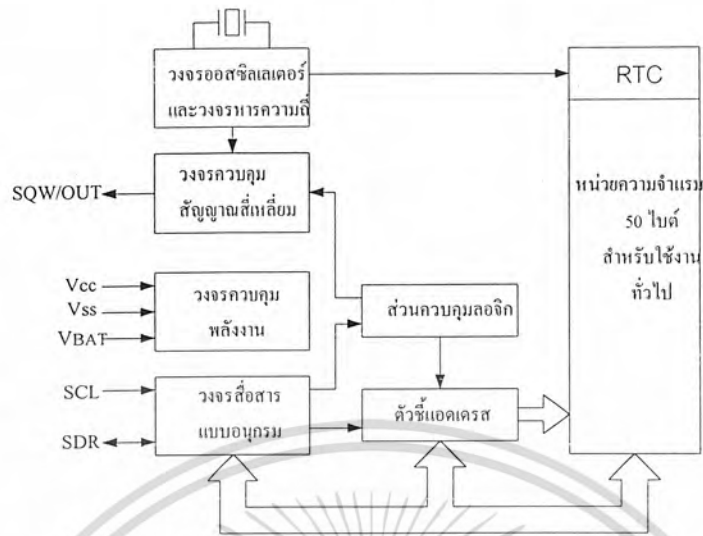 วงจรออสซิลเลเตอร์
และวงจรหารความถี่
RTC
SQW/OUT
วงจรควบคุม
สัญญาณสี่เหลี่ยม
หน่วยความจำแรม
50 ไบต์
สำหรับใช้งาน
ทั่วไป
Vcc
Vss
VBAT
วงจรควบคุม
พลังงาน
ส่วนควบคุมลอจิก
SCL
SDR
วงจรสื่อสาร
แบบอนุกรม
ตัวชี้แอดเดรส